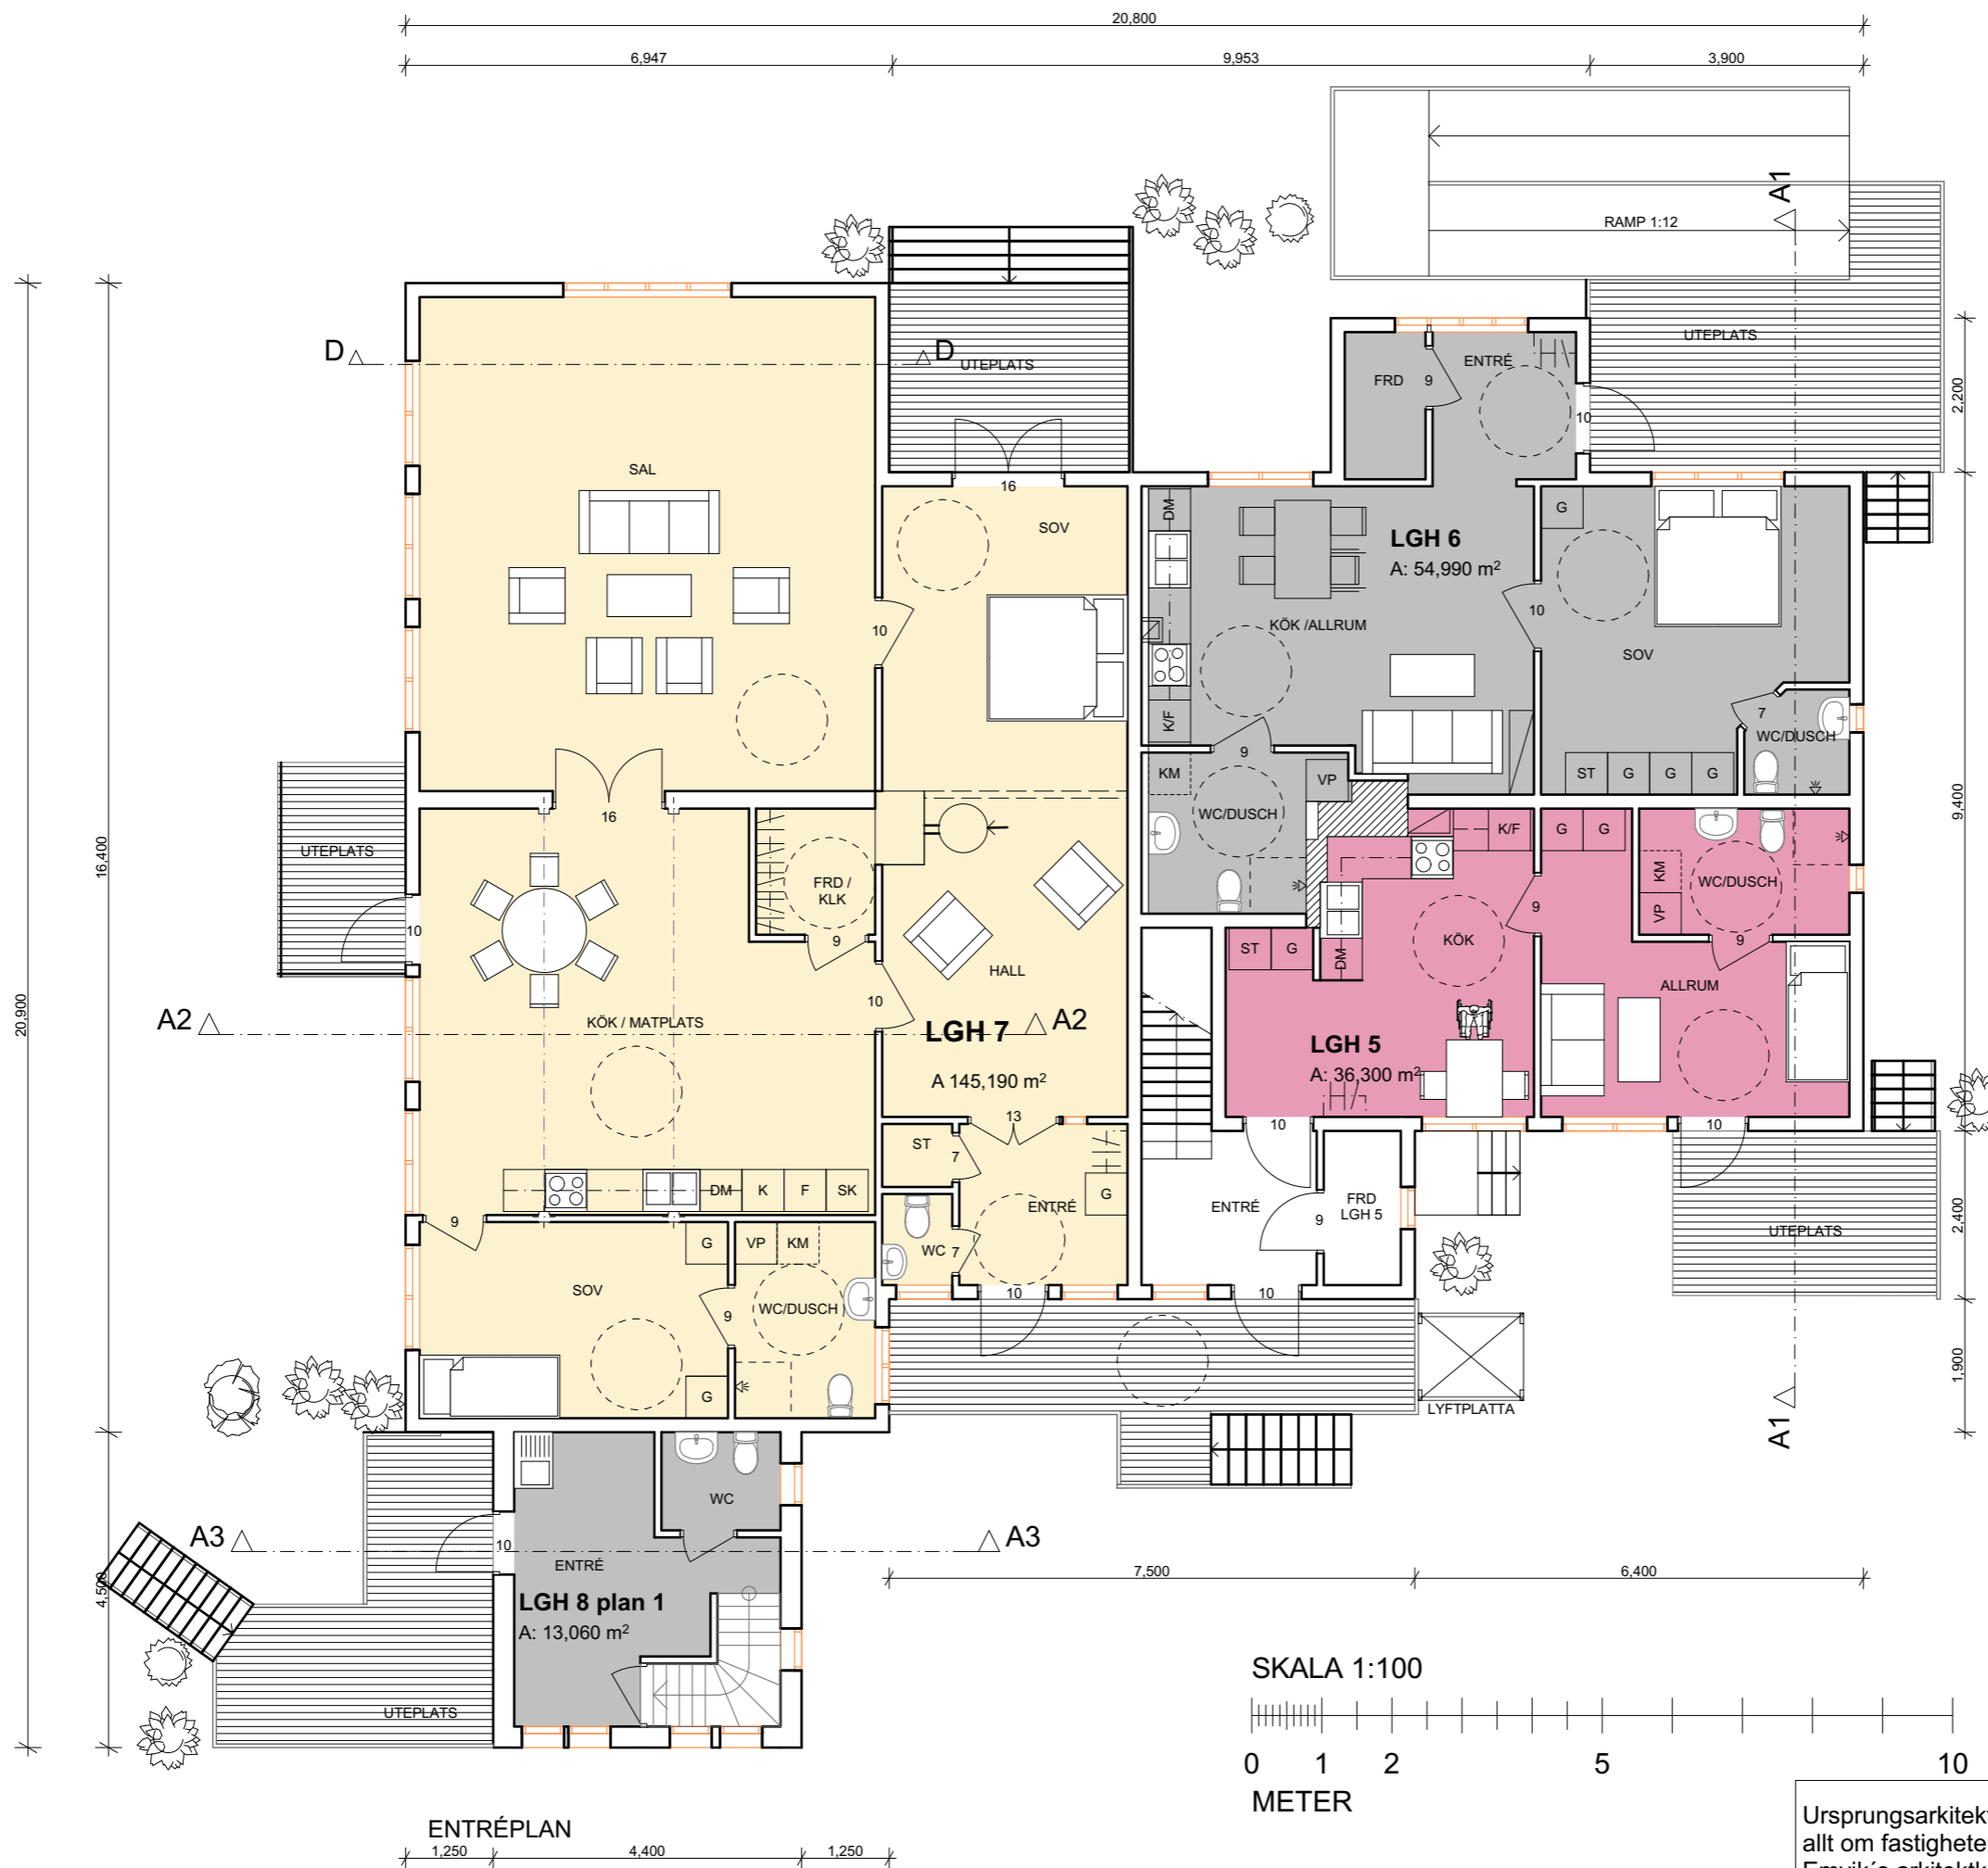 20,800
6,947
9,953
3,900
A1
RAMP 1:12
UTEPLATS
UTEPLATS
D
D
FRD
9
ENTRÉ
10
2,200
SAL
16
SOV
DM
LGH 6
A: 54,990 m²
G
10
10
KÖK /ALLRUM
SOV
K/F
9
7
WC/DUSCH
KM
VP
ST
G
G
G
WC/DUSCH
9,400
16
UTEPLATS
FRD /
KLK
9
K/F
G
G
KM
WC/DUSCH
VP
16,400
10
9
9
ST
G
DM
KÖK
HALL
ALLRUM
20,900
A2
KÖK / MATPLATS
10
A2
LGH 7
A 145,190 m²
LGH 5
A: 36,300 m²
13
10
10
ST
7
G
DM
K
F
SK
ENTRÉ
ENTRÉ
FRD
LGH 5
9
2,400
UTEPLATS
9
G
VP
KM
WC
7
SOV
WC/DUSCH
9
10
10
G
1,900
LYFTPLATTA
A1
WC
A3
10
A3
ENTRÉ
4,500
LGH 8 plan 1
A: 13,060 m²
7,500
6,400
UTEPLATS
SKALA 1:100
0
1
2
5
10
METER
ENTRÉPLAN
1,250
4,400
1,250
Ursprungsarkitekt
allt om fastighete